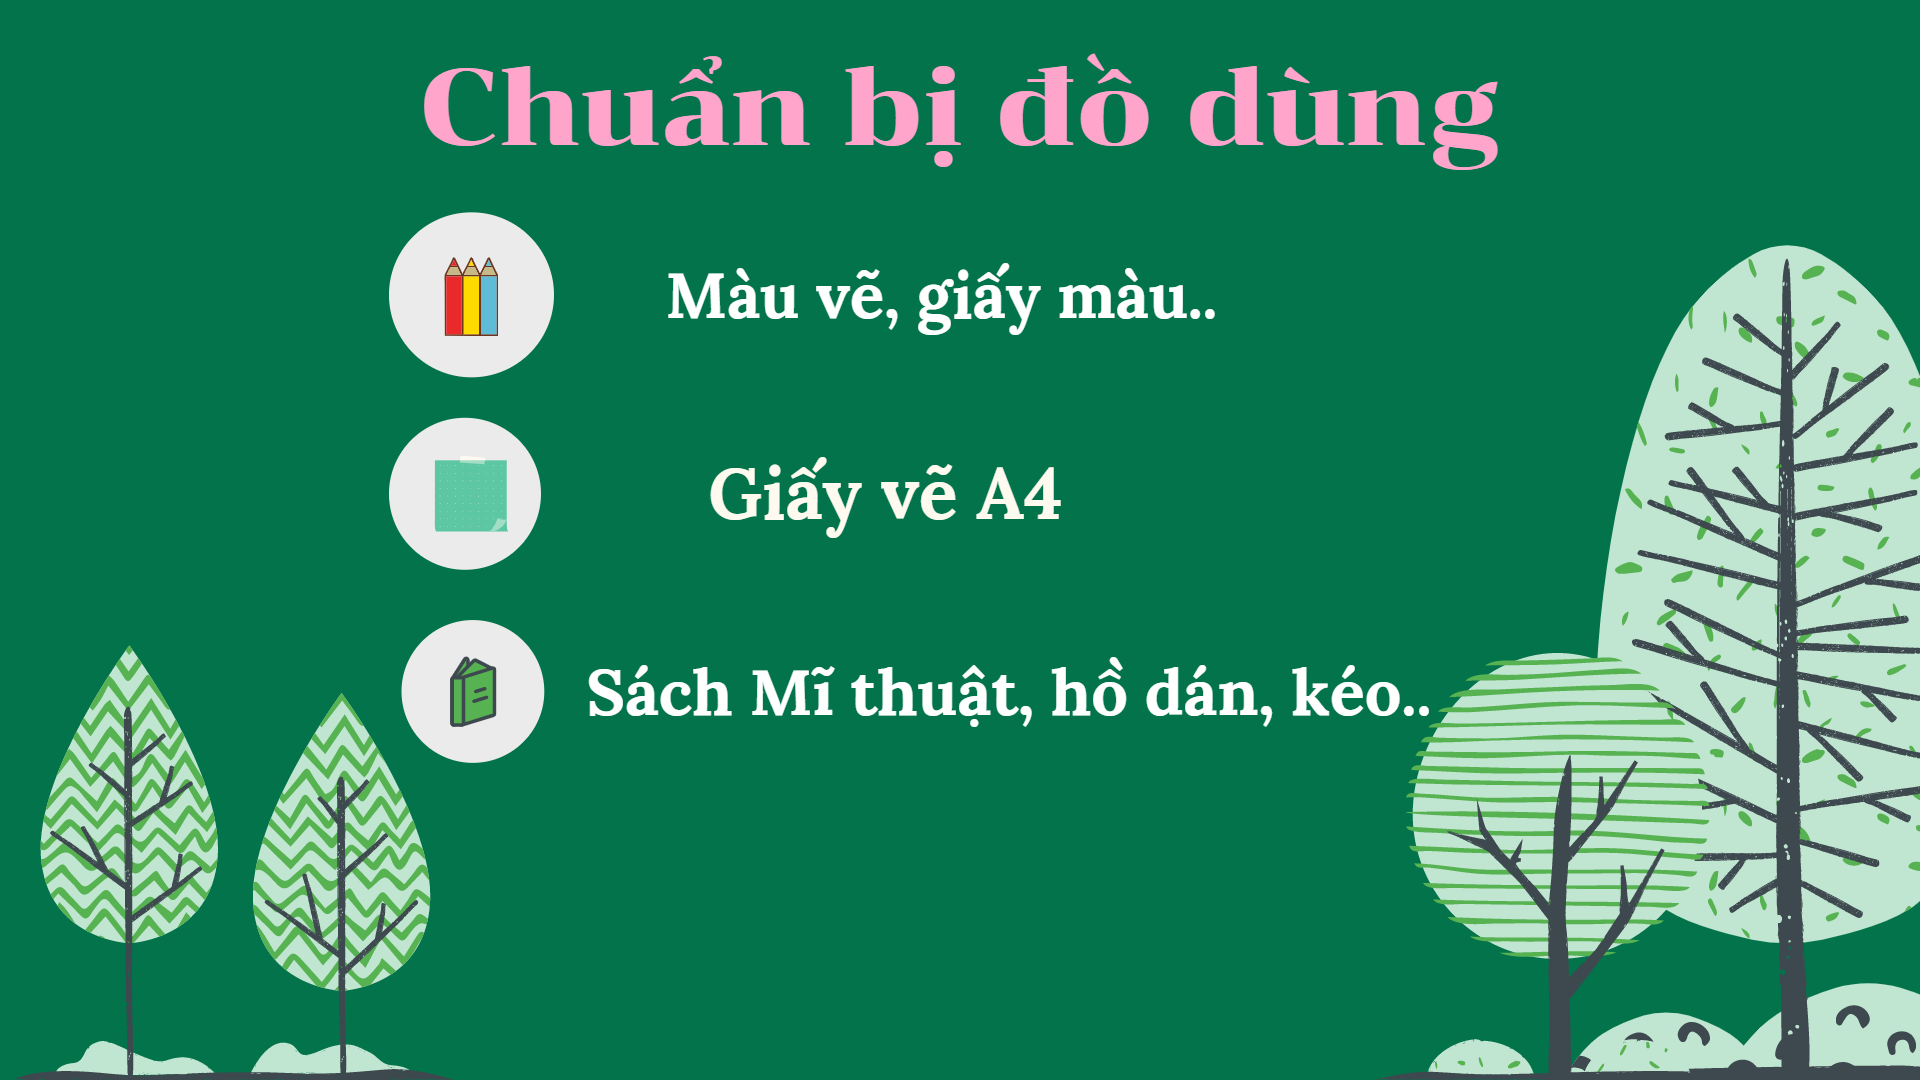 Chuẩn bị đồ dùng
Màu vẽ, giấy màu..
Giấy vẽ A4
Sách Mĩ thuật, hồ dán, kéo..